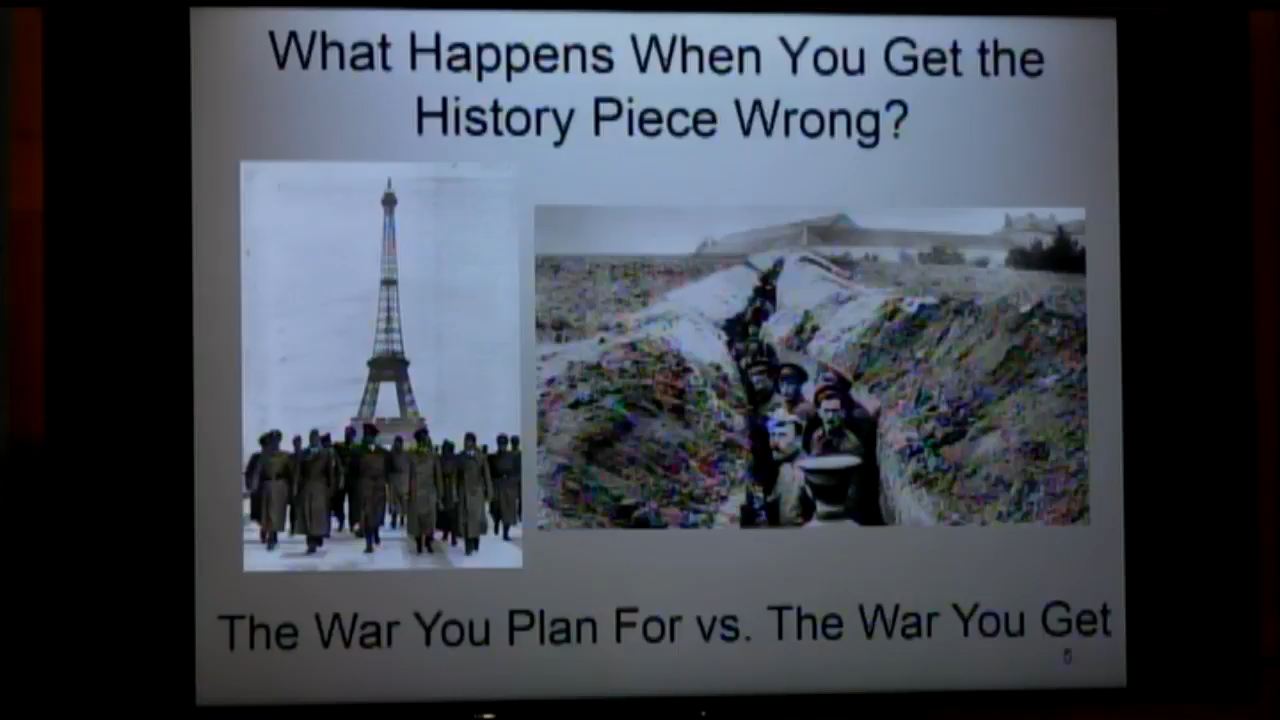 What Happens When You Get the
History Piece Wrong?
The War You Plan For vs. The War You Get